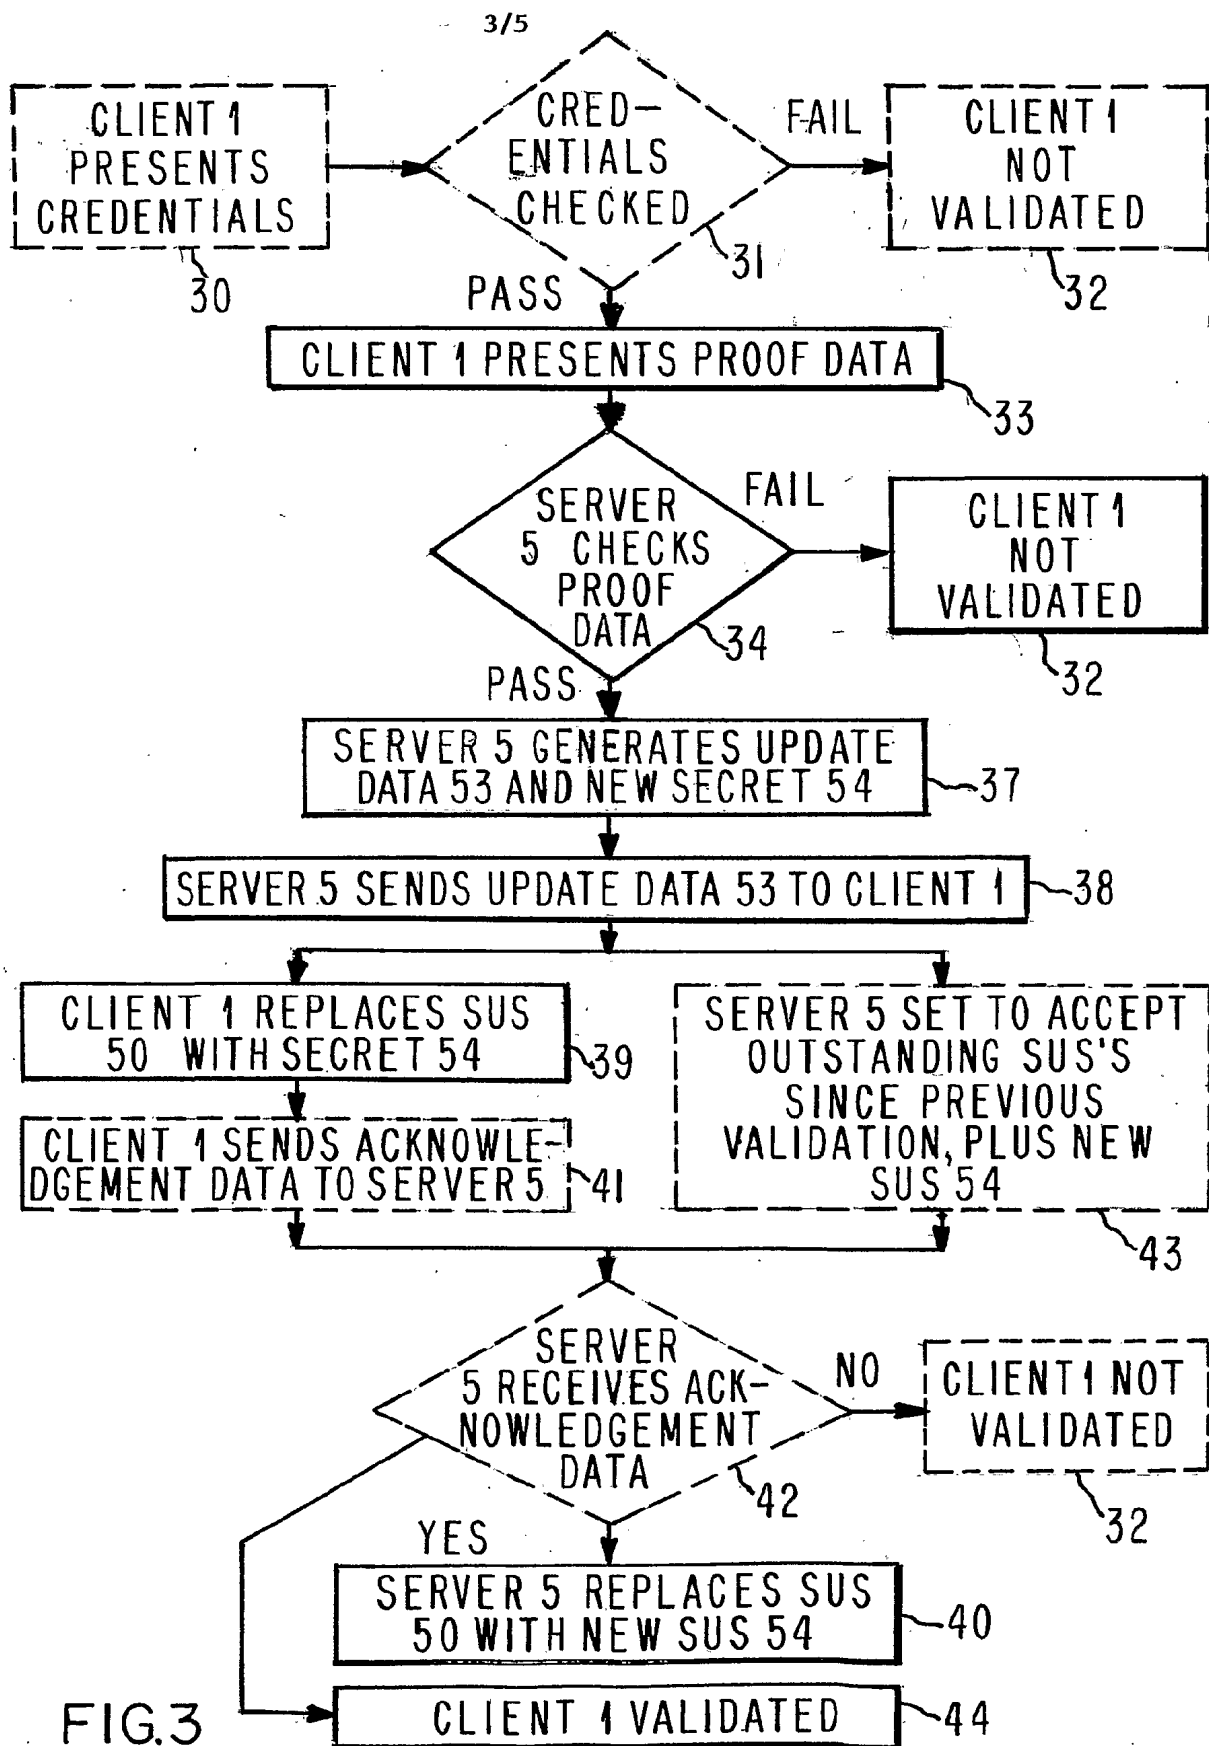 3/5
CLIENT 1
PRESENTS
CREDENTIALS
30
CRED-
ENTIALS
CHECKED
31
FAIL
CLIENT 1
NOT
VALIDATED
32
PASS
CLIENT 1 PRESENTS PROOF DATA
33
SERVER
5 CHECKS
PROOF
DATA
34
FAIL
CLIENT 1
NOT
VALIDATED
32
PASS
SERVER 5 GENERATES UPDATE
DATA 53 AND NEW SECRET 54
37
SERVER 5 SENDS UPDATE DATA 53 TO CLIENT 1
38
CLIENT 1 REPLACES SUS
50 WITH SECRET 54
39
CLIENT 1 SENDS ACKNOWLE-
DGEMENT DATA TO SERVER 5
41
SERVER 5 SET TO ACCEPT
OUTSTANDING SUS'S
SINCE PREVIOUS
VALIDATION, PLUS NEW
SUS 54
43
SERVER
5 RECEIVES ACK-
NOWLEDGEMENT
DATA
42
NO
CLIENT 1 NOT
VALIDATED
32
YES
SERVER 5 REPLACES SUS
50 WITH NEW SUS 54
40
CLIENT 1 VALIDATED
44
FIG.3